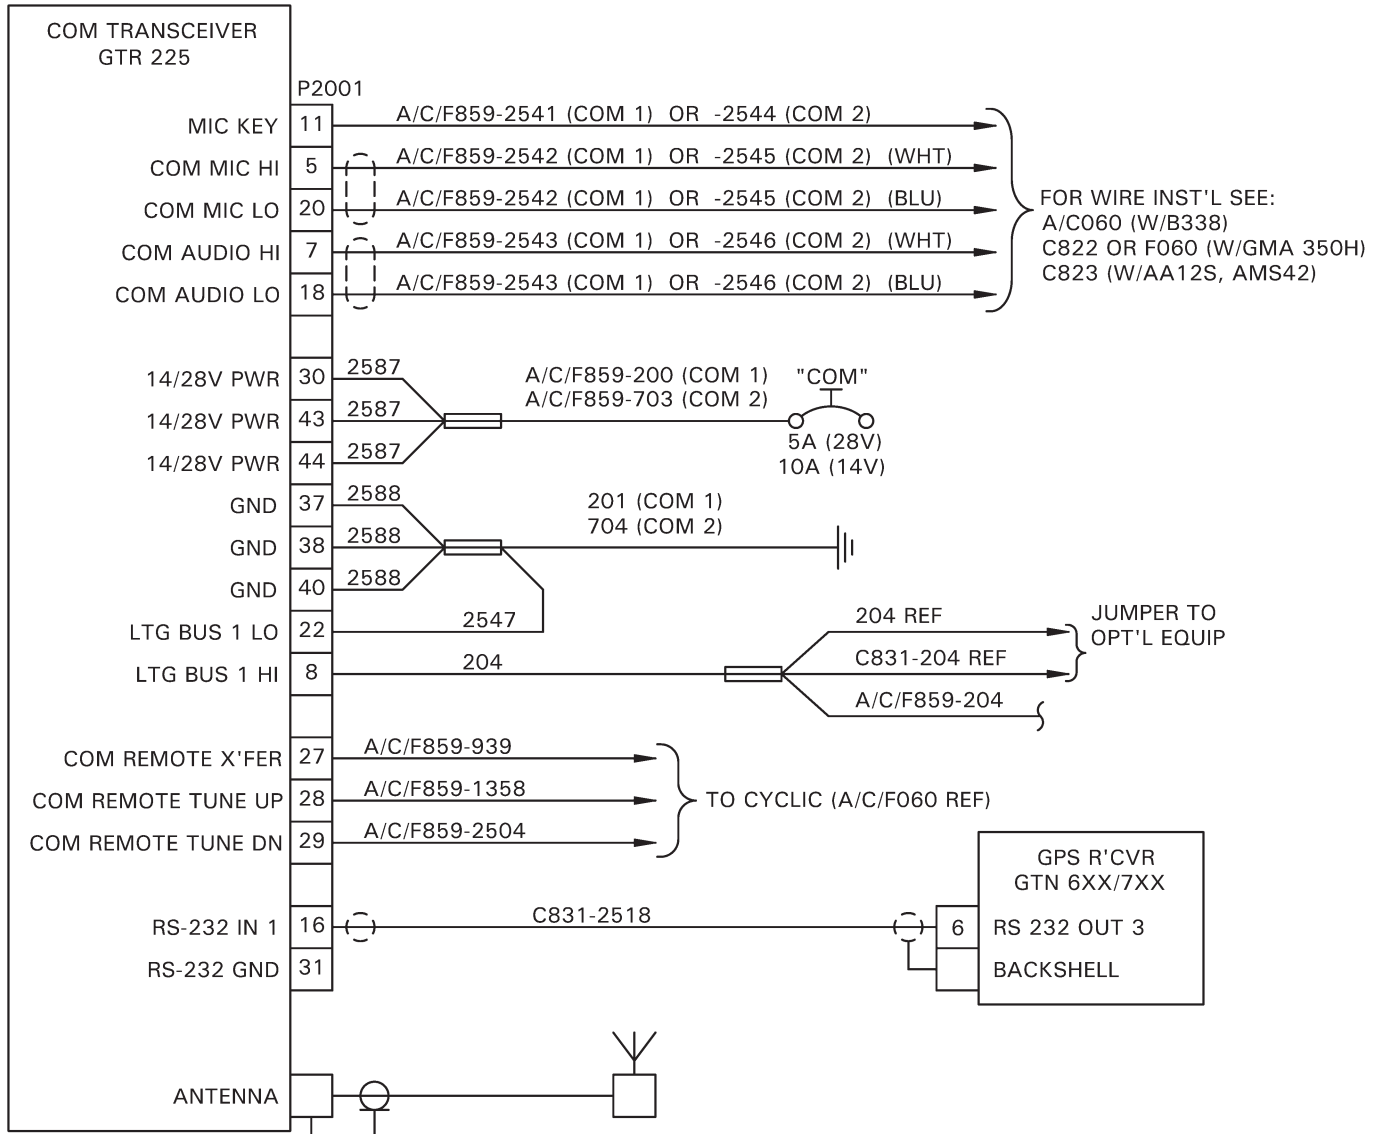 COM TRANSCEIVER
GTR 225
P2001
MIC KEY 11 A/C/F859-2541 (COM 1) OR -2544 (COM 2)
COM MIC HI 5 A/C/F859-2542 (COM 1) OR -2545 (COM 2) (WHT)
COM MIC LO 20 A/C/F859-2542 (COM 1) OR -2545 (COM 2) (BLU)
COM AUDIO HI 7 A/C/F859-2543 (COM 1) OR -2546 (COM 2) (WHT)
COM AUDIO LO 18 A/C/F859-2543 (COM 1) OR -2546 (COM 2) (BLU)
FOR WIRE INST'L SEE:
A/C060 (W/B338)
C822 OR F060 (W/GMA 350H)
C823 (W/AA12S, AMS42)
14/28V PWR 30 2587
14/28V PWR 43 2587
14/28V PWR 44 2587
A/C/F859-200 (COM 1)
A/C/F859-703 (COM 2)
"COM"
5A (28V)
10A (14V)
GND 37 2588
GND 38 2588
GND 40 2588
201 (COM 1)
704 (COM 2)
LTG BUS 1 LO 22 2547
LTG BUS 1 HI 8 204
204 REF
C831-204 REF
A/C/F859-204
JUMPER TO
OPT'L EQUIP
COM REMOTE X'FER 27 A/C/F859-939
COM REMOTE TUNE UP 28 A/C/F859-1358
COM REMOTE TUNE DN 29 A/C/F859-2504
TO CYCLIC (A/C/F060 REF)
GPS R'CVR
GTN 6XX/7XX
RS-232 IN 1 16 C831-2518 6 RS 232 OUT 3
RS-232 GND 31 BACKSHELL
ANTENNA